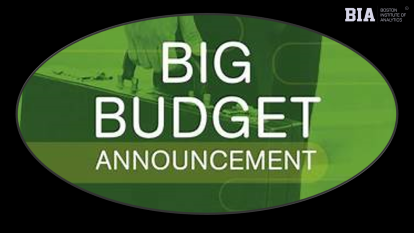 BIA
BOSTON
INSTITUTE OF
ANALYTICS
BIG
BUDGET
ANNOUNCEMENT